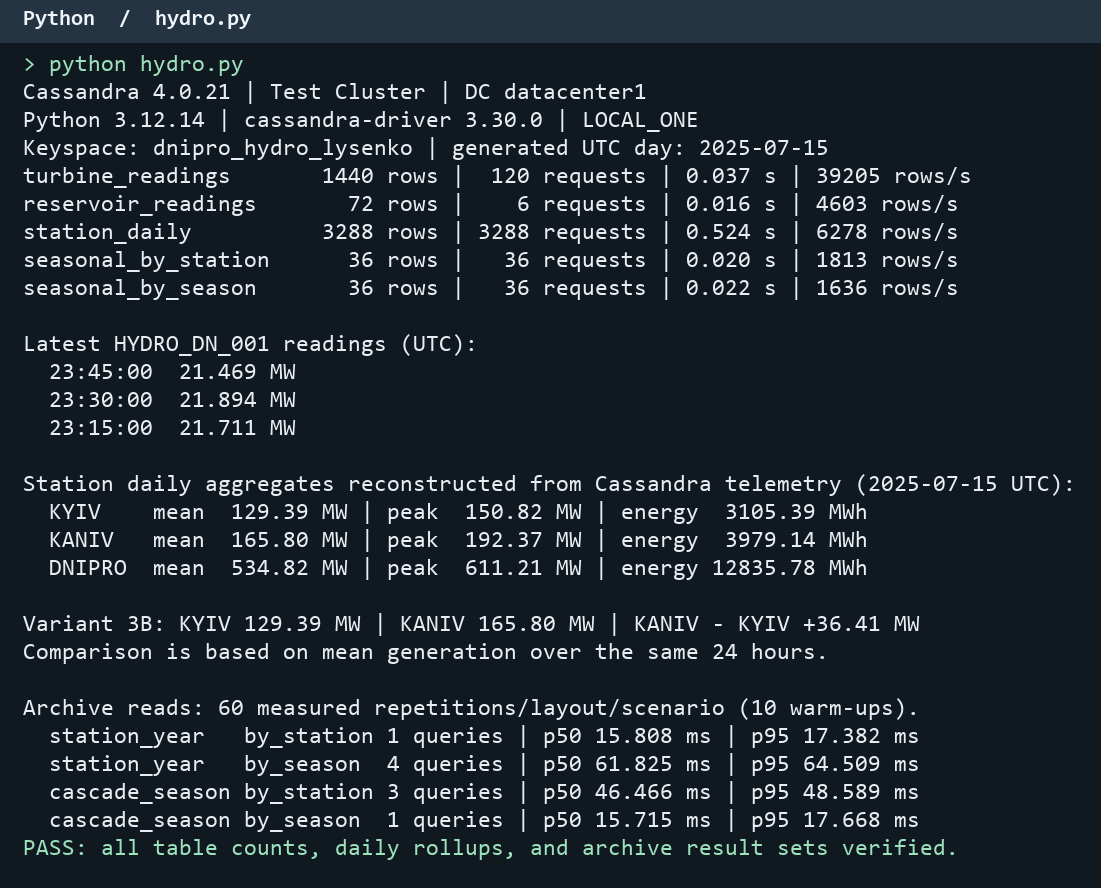 Python  /  hydro.py
> python hydro.py
Cassandra 4.0.21 | Test Cluster | DC datacenter1
Python 3.12.14 | cassandra-driver 3.30.0 | LOCAL_ONE
Keyspace: dnipro_hydro_lysenko | generated UTC day: 2025-07-15
turbine_readings       1440 rows |  120 requests | 0.037 s | 39205 rows/s
reservoir_readings       72 rows |    6 requests | 0.016 s | 4603 rows/s
station_daily          3288 rows | 3288 requests | 0.524 s | 6278 rows/s
seasonal_by_station      36 rows |   36 requests | 0.020 s | 1813 rows/s
seasonal_by_season       36 rows |   36 requests | 0.022 s | 1636 rows/s
Latest HYDRO_DN_001 readings (UTC):
  23:45:00  21.469 MW
  23:30:00  21.894 MW
  23:15:00  21.711 MW
Station daily aggregates reconstructed from Cassandra telemetry (2025-07-15 UTC):
  KYIV    mean  129.39 MW | peak  150.82 MW | energy  3105.39 MWh
  KANIV   mean  165.80 MW | peak  192.37 MW | energy  3979.14 MWh
  DNIPRO  mean  534.82 MW | peak  611.21 MW | energy 12835.78 MWh
Variant 3B: KYIV 129.39 MW | KANIV 165.80 MW | KANIV - KYIV +36.41 MW
Comparison is based on mean generation over the same 24 hours.
Archive reads: 60 measured repetitions/layout/scenario (10 warm-ups).
  station_year   by_station 1 queries | p50 15.808 ms | p95 17.382 ms
  station_year   by_season  4 queries | p50 61.825 ms | p95 64.509 ms
  cascade_season by_station 3 queries | p50 46.466 ms | p95 48.589 ms
  cascade_season by_season  1 queries | p50 15.715 ms | p95 17.668 ms
PASS: all table counts, daily rollups, and archive result sets verified.